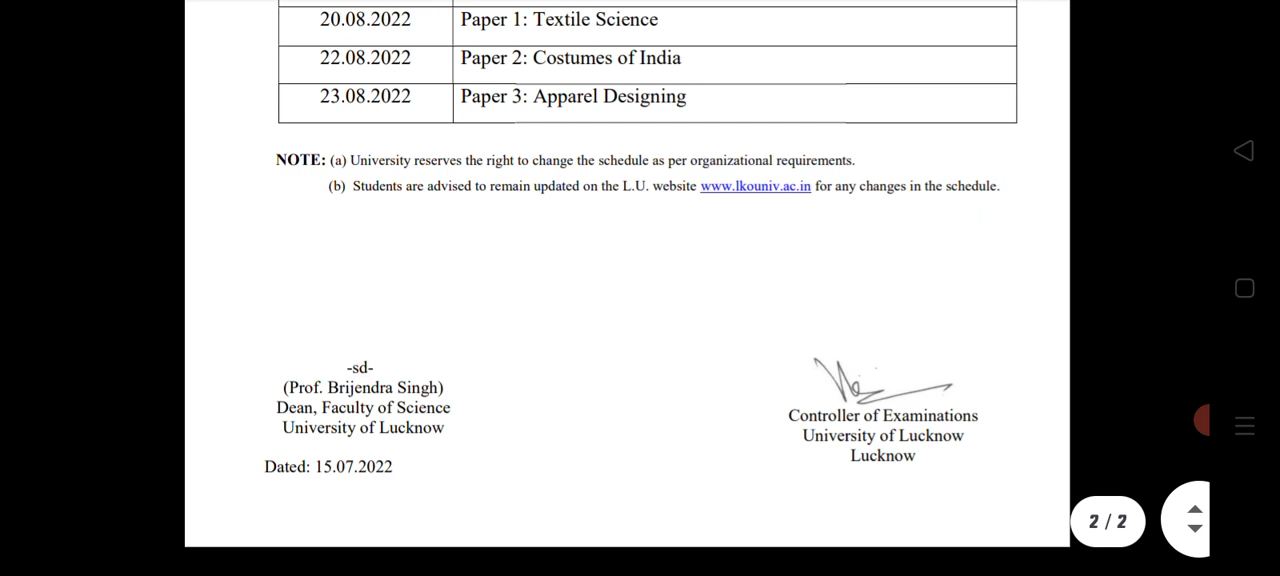 20.08.2022 Paper 1: Textile Science
22.08.2022 Paper 2: Costumes of India
23.08.2022 Paper 3: Apparel Designing
NOTE: (a) University reserves the right to change the schedule as per organizational requirements.
(b) Students are advised to remain updated on the L.U. website www.lkouniv.ac.in for any changes in the schedule.
-sd-
(Prof. Brijendra Singh)
Dean, Faculty of Science
University of Lucknow
Dated: 15.07.2022
Controller of Examinations
University of Lucknow
Lucknow
2 / 2